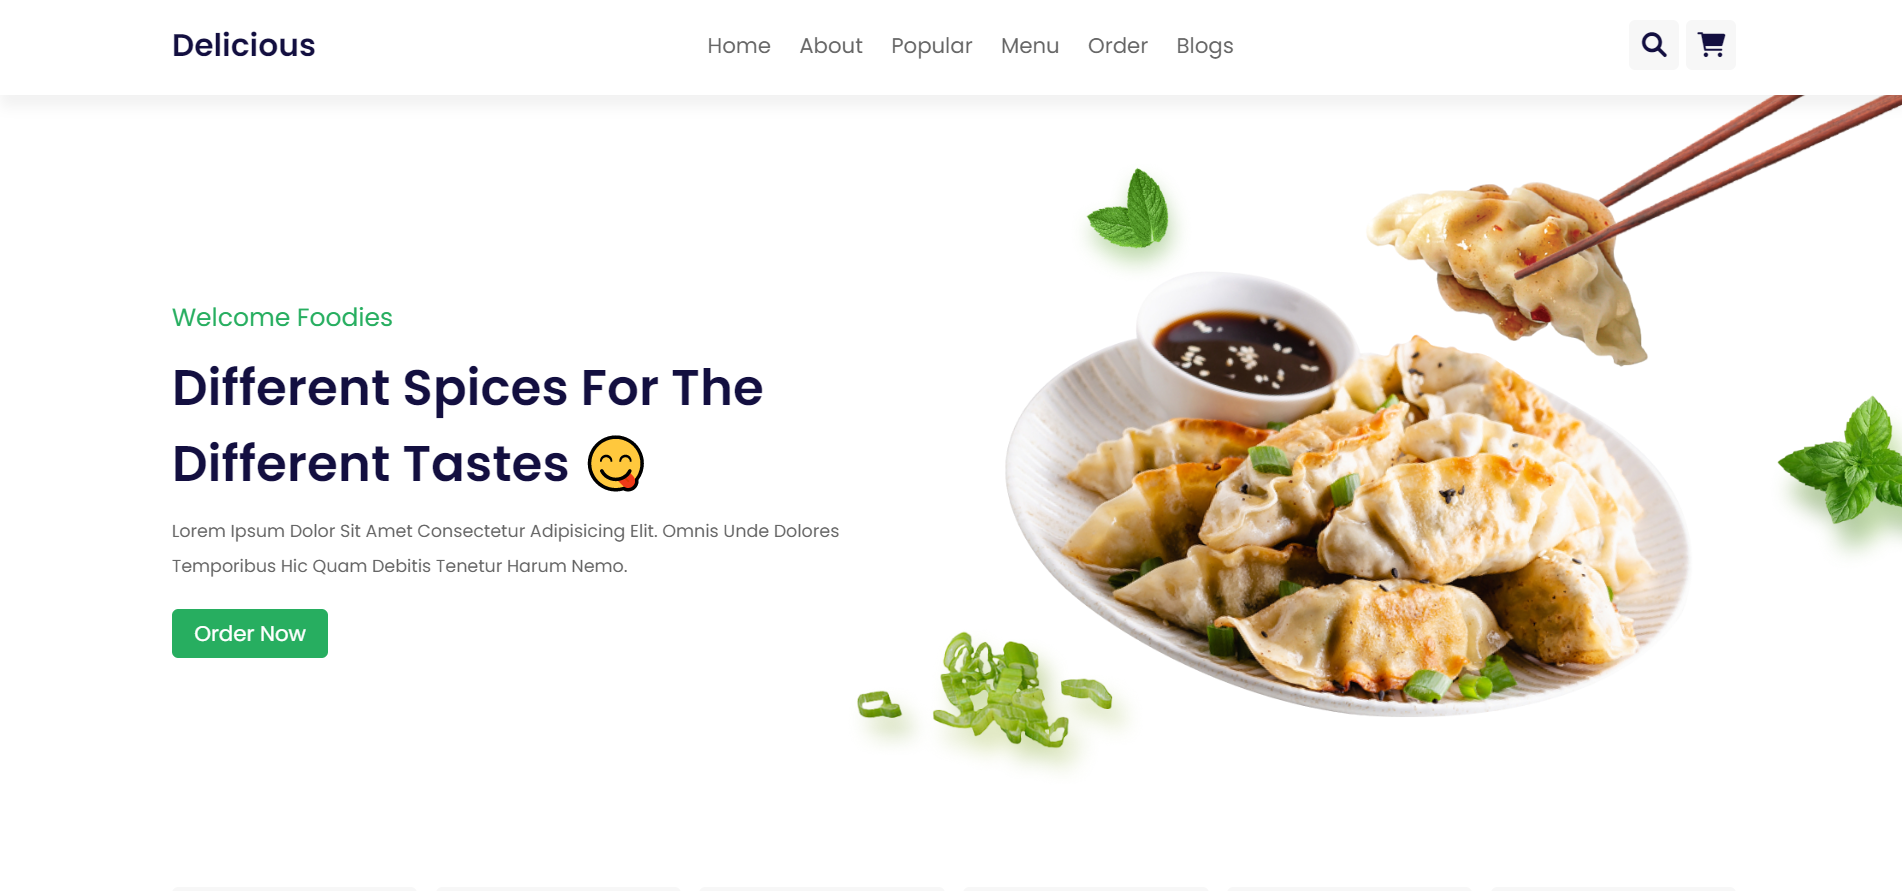 Delicious
Home About Popular Menu Order Blogs
Welcome Foodies
Different Spices For The
Different Tastes 😋
Lorem Ipsum Dolor Sit Amet Consectetur Adipisicing Elit. Omnis Unde Dolores
Temporibus Hic Quam Debitis Tenetur Harum Nemo.
Order Now